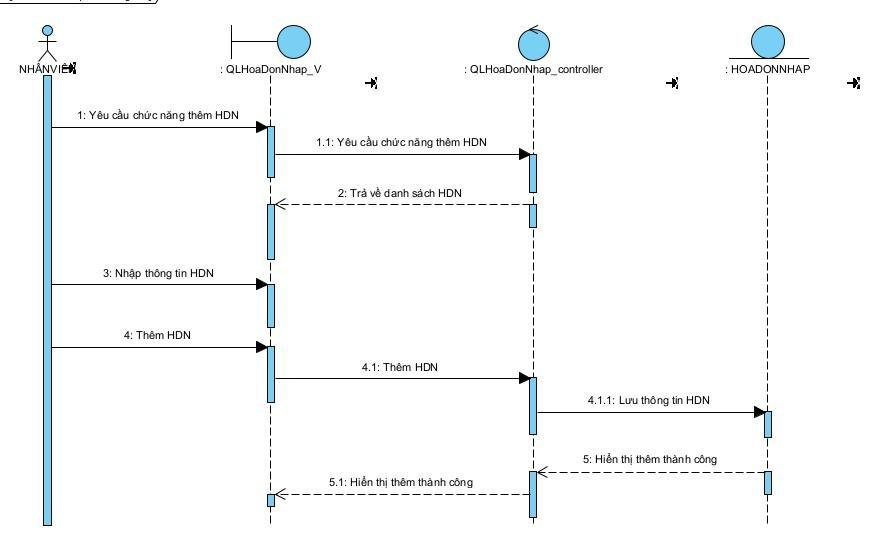 NHÂNVIÊ
: QLHoaDonNhap_V
: QLHoaDonNhap_controller
: HOADONNHAP
1: Yêu cầu chức năng thêm HDN
1.1: Yêu cầu chức năng thêm HDN
2: Trả về danh sách HDN
3: Nhập thông tin HDN
4: Thêm HDN
4.1: Thêm HDN
4.1.1: Lưu thông tin HDN
5: Hiển thị thêm thành công
5.1: Hiển thị thêm thành công